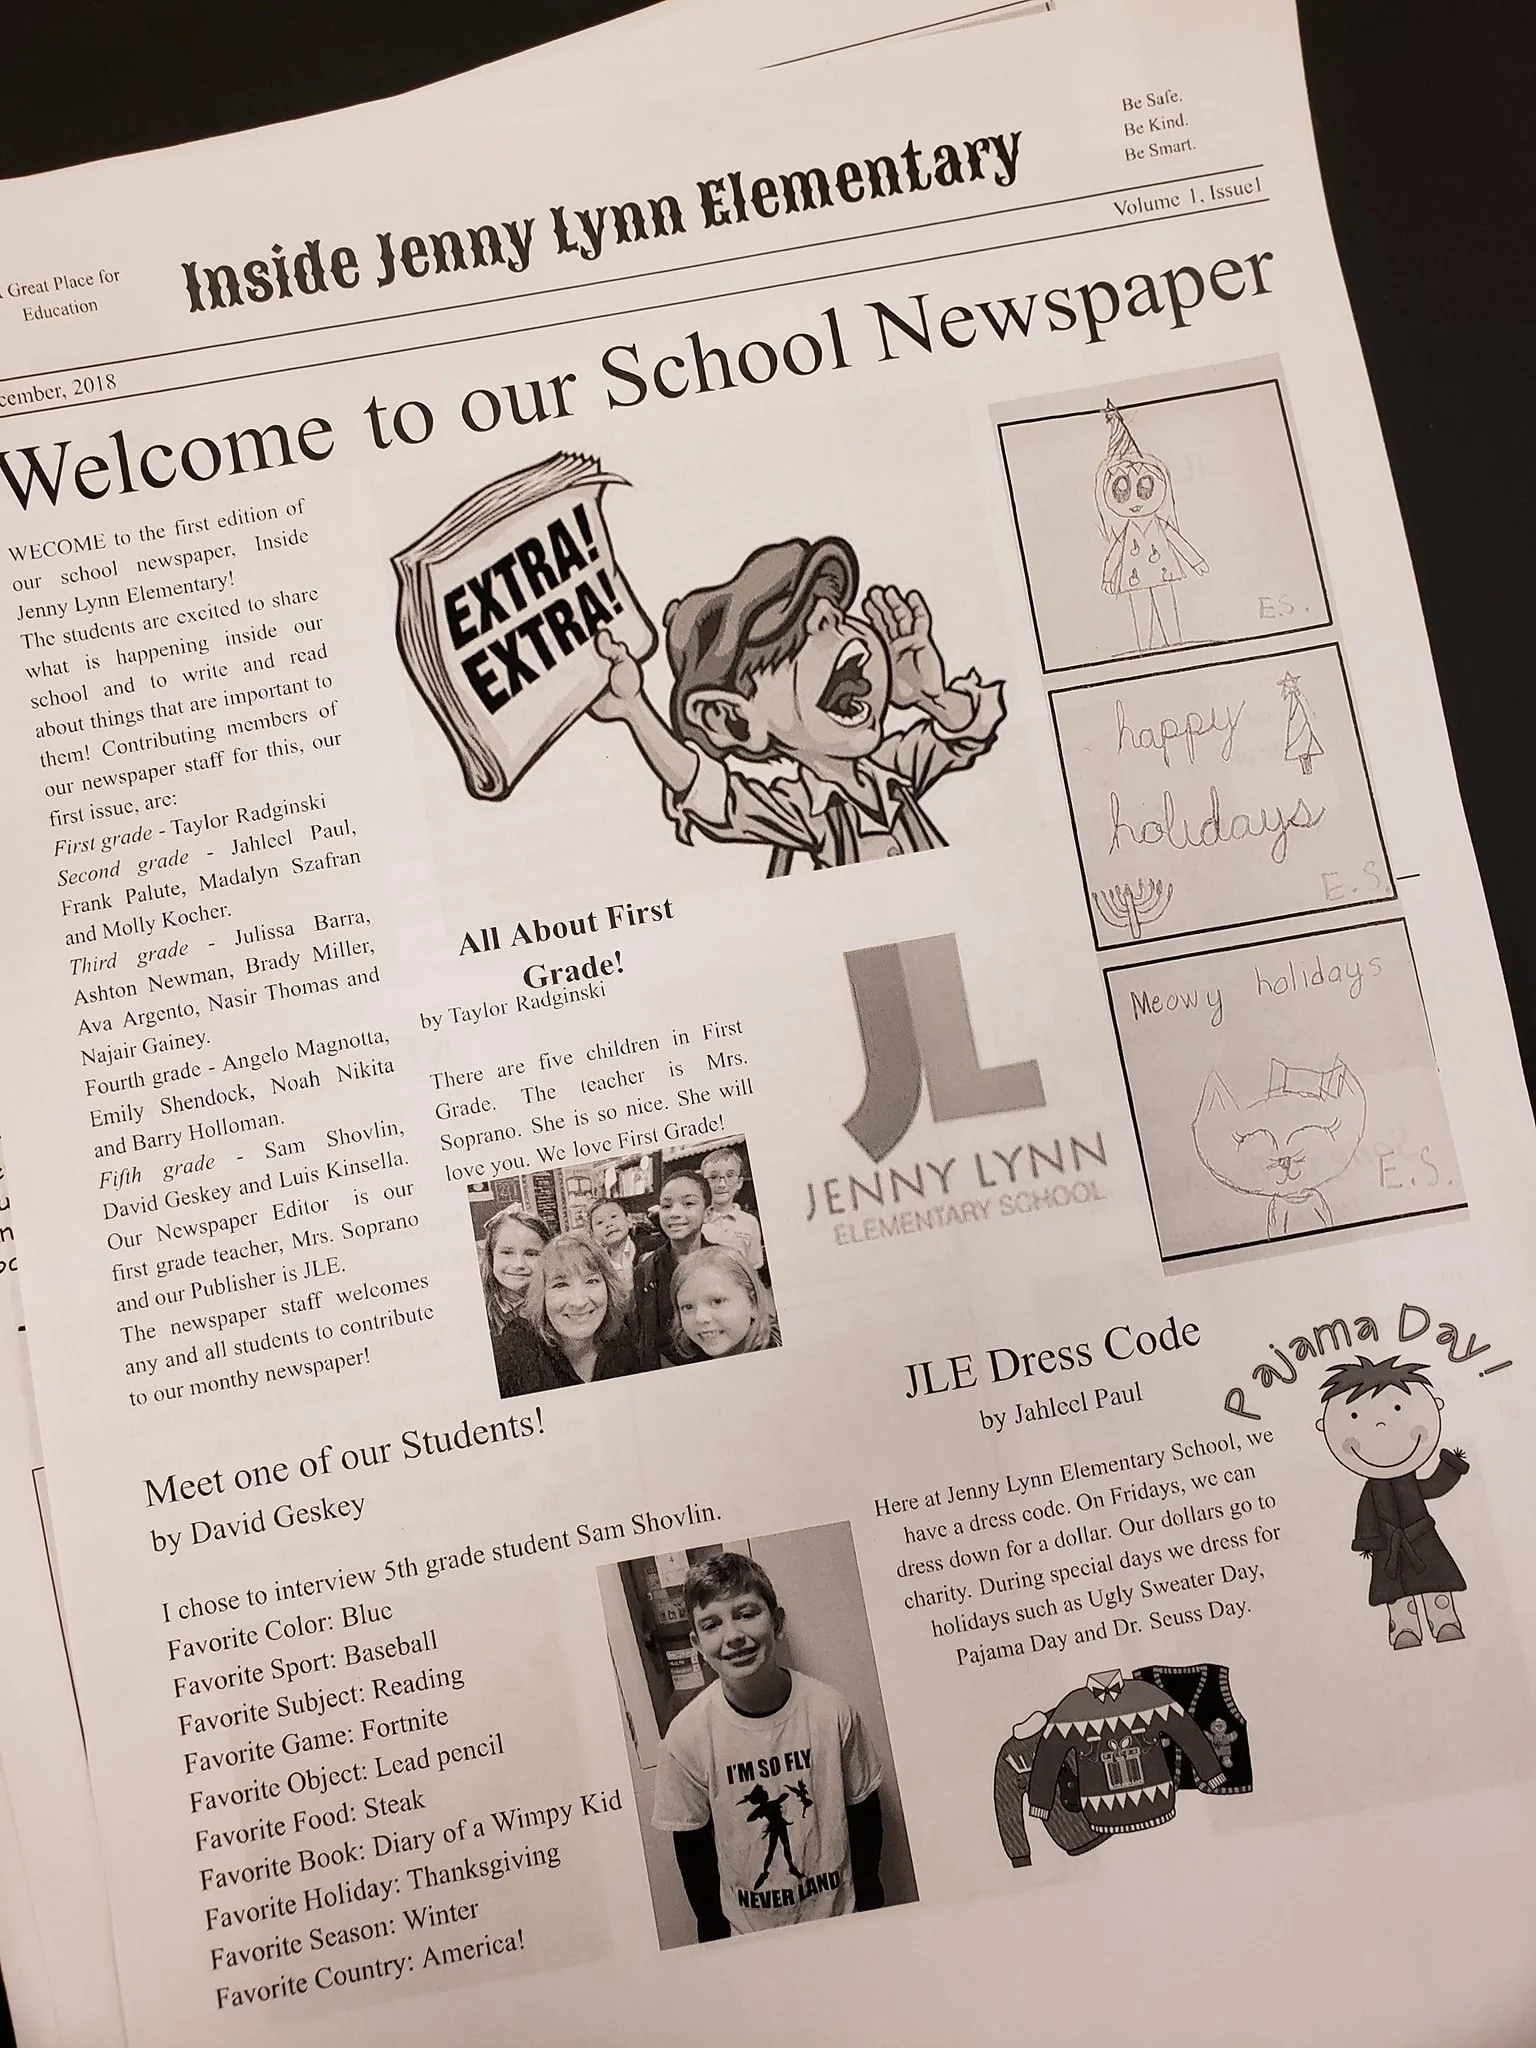 Be Safe.
Be Kind.
Be Smart.
Inside Jenny Lynn Elementary
Great Place for
Education
Volume 1, Issue1
cember, 2018
Welcome to our School Newspaper
WECOME to the first edition of
our school newspaper, Inside
Jenny Lynn Elementary!
The students are excited to share
what is happening inside our
school and to write and read
about things that are important to
them! Contributing members of
our newspaper staff for this, our
first issue, are:
First grade - Taylor Radginski
Second grade - Jahleel Paul,
Frank Palute, Madalyn Szafran
and Molly Kocher.
Third grade - Julissa Barra,
Ashton Newman, Brady Miller,
Ava Argento, Nasir Thomas and
Najair Gainey.
Fourth grade - Angelo Magnotta,
Emily Shendock, Noah Nikita
and Barry Holloman.
Fifth grade - Sam Shovlin,
David Geskey and Luis Kinsella.
Our Newspaper Editor is our
first grade teacher, Mrs. Soprano
and our Publisher is JLE.
The newspaper staff welcomes
any and all students to contribute
to our monthy newspaper!
EXTRA!
EXTRA!
All About First
Grade!
by Taylor Radginski
There are five children in First
Grade. The teacher is Mrs.
Soprano. She is so nice. She will
love you. We love First Grade!
JL
JENNY LYNN
ELEMENTARY SCHOOL
E.S.
happy
holidays
E.S.
Meowy holidays
E.S.
Meet one of our Students!
by David Geskey
I chose to interview 5th grade student Sam Shovlin.
Favorite Color: Blue
Favorite Sport: Baseball
Favorite Subject: Reading
Favorite Game: Fortnite
Favorite Object: Lead pencil
Favorite Food: Steak
Favorite Book: Diary of a Wimpy Kid
Favorite Holiday: Thanksgiving
Favorite Season: Winter
Favorite Country: America!
I'M SO FLY
NEVER LAND
JLE Dress Code
by Jahleel Paul
Here at Jenny Lynn Elementary School, we
have a dress code. On Fridays, we can
dress down for a dollar. Our dollars go to
charity. During special days we dress for
holidays such as Ugly Sweater Day,
Pajama Day and Dr. Seuss Day.
Pajama Day!